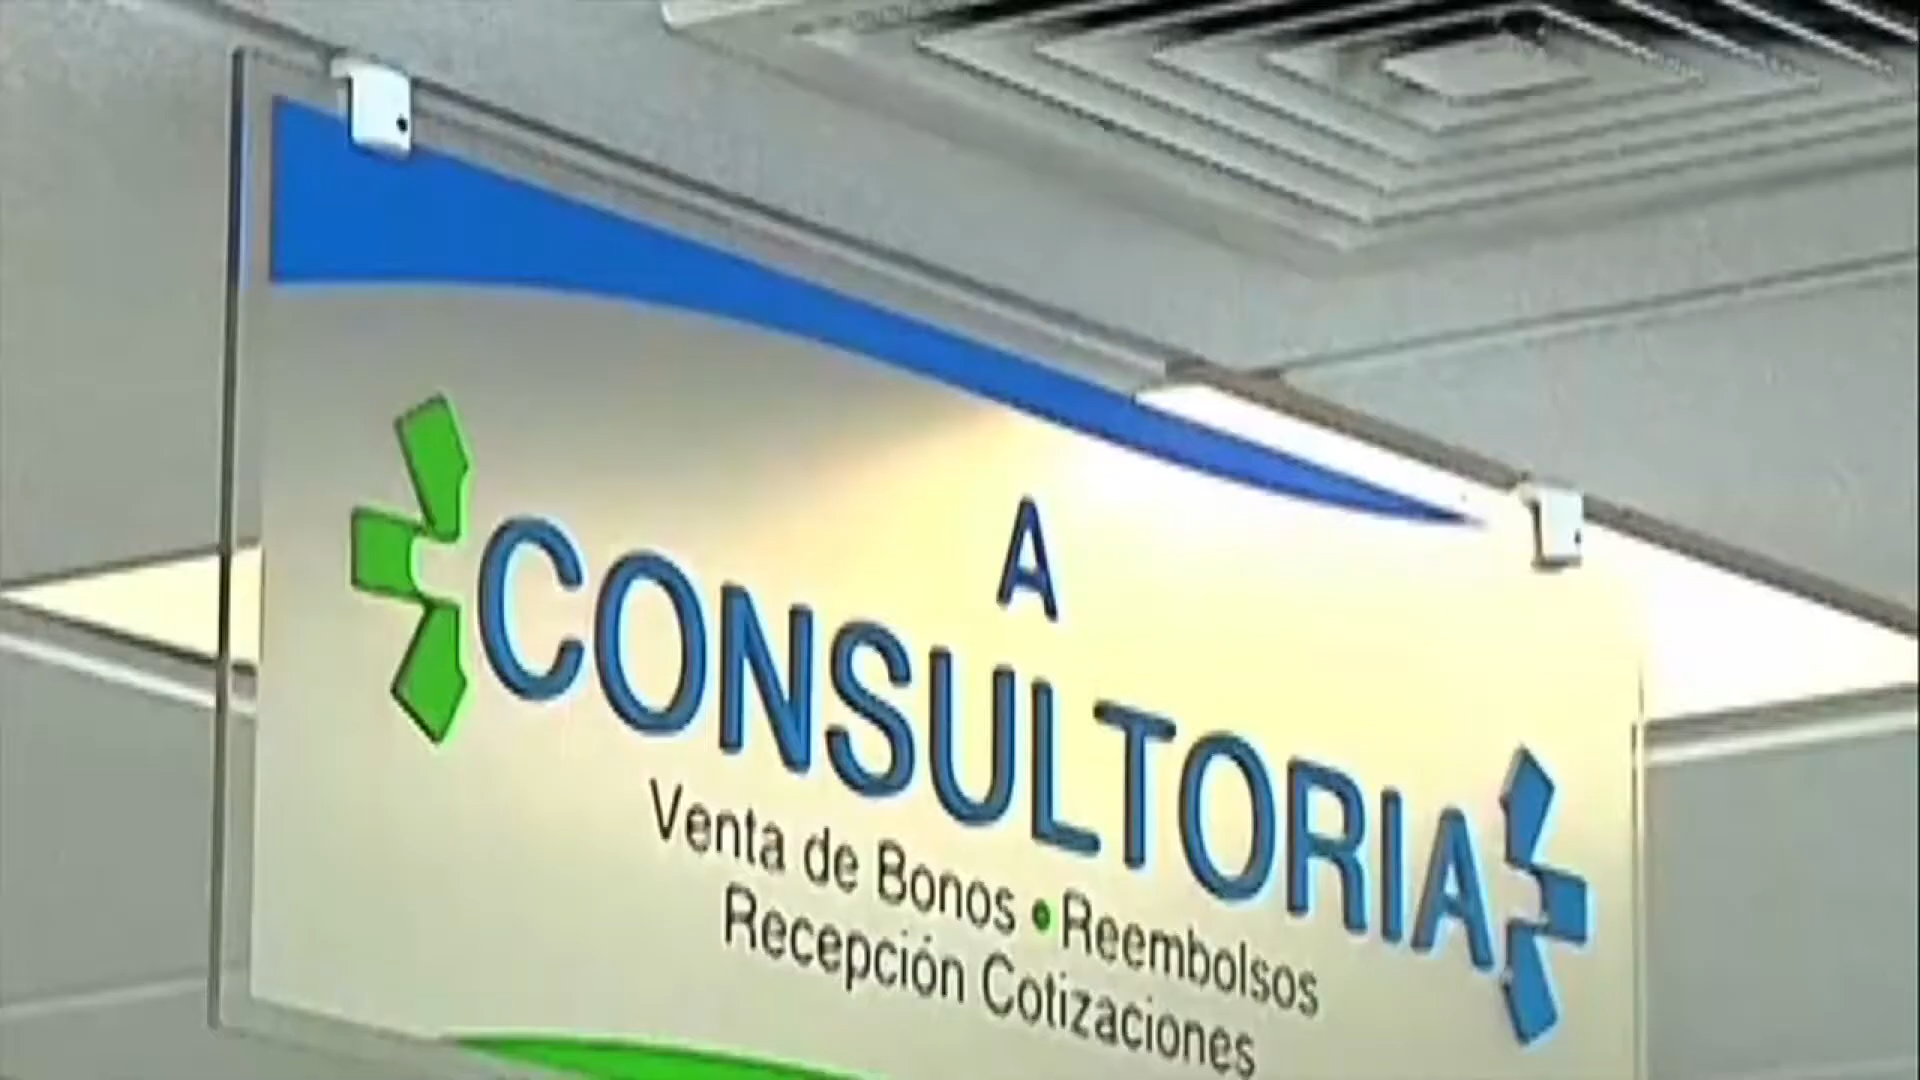 A
CONSULTORIA
Venta de Bonos • Reembolsos
Recepción Cotizaciones